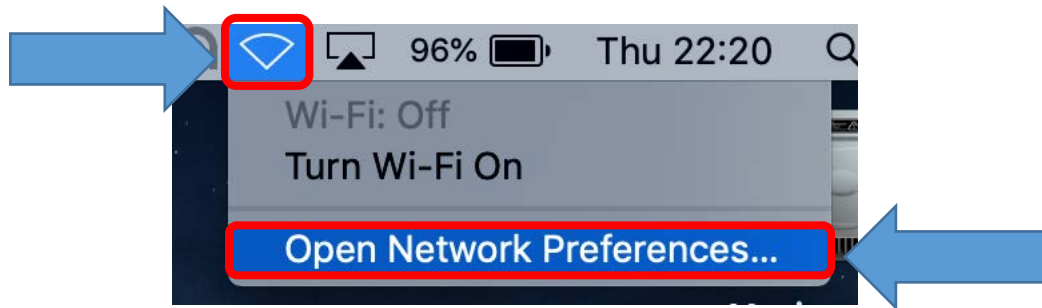 96% Thu 22:20
Wi-Fi: Off
Turn Wi-Fi On
Open Network Preferences...